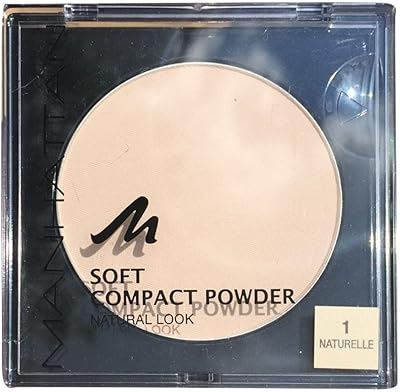 MANHATTAN
M
SOFT
COMPACT POWDER
NATURAL LOOK
1
NATURELLE